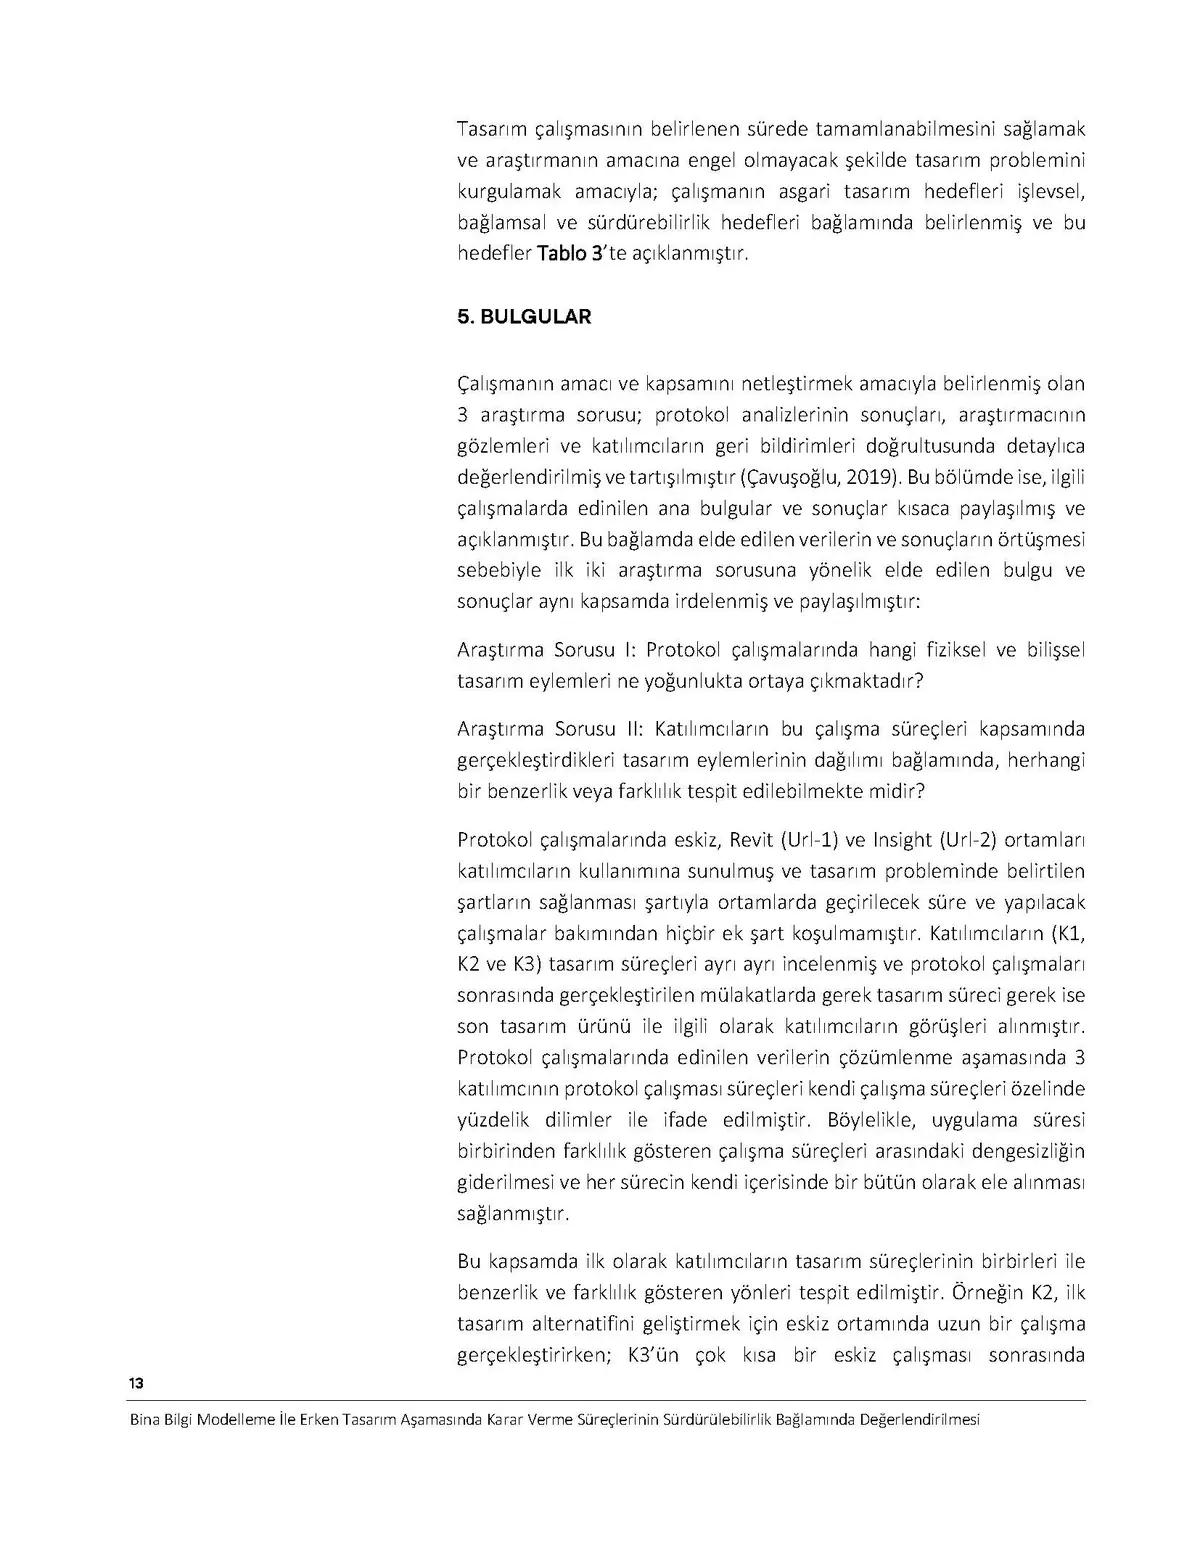 Tasarım çalışmasının belirlenen sürede tamamlanabilmesini sağlamak
ve araştırmanın amacına engel olmayacak şekilde tasarım problemini
kurgulamak amacıyla; çalışmanın asgari tasarım hedefleri işlevsel,
bağlamsal ve sürdürebilirlik hedefleri bağlamında belirlenmiş ve bu
hedefler Tablo 3'te açıklanmıştır.
5. BULGULAR
Çalışmanın amacı ve kapsamını netleştirmek amacıyla belirlenmiş olan
3 araştırma sorusu; protokol analizlerinin sonuçları, araştırmacının
gözlemleri ve katılımcıların geri bildirimleri doğrultusunda detaylıca
değerlendirilmiş ve tartışılmıştır (Çavuşoğlu, 2019). Bu bölümde ise, ilgili
çalışmalarda edinilen ana bulgular ve sonuçlar kısaca paylaşılmış ve
açıklanmıştır. Bu bağlamda elde edilen verilerin ve sonuçların örtüşmesi
sebebiyle ilk iki araştırma sorusuna yönelik elde edilen bulgu ve
sonuçlar aynı kapsamda irdelenmiş ve paylaşılmıştır:
Araştırma Sorusu I: Protokol çalışmalarında hangi fiziksel ve bilişsel
tasarım eylemleri ne yoğunlukta ortaya çıkmaktadır?
Araştırma Sorusu II: Katılımcıların bu çalışma süreçleri kapsamında
gerçekleştirdikleri tasarım eylemlerinin dağılımı bağlamında, herhangi
bir benzerlik veya farklılık tespit edilebilmekte midir?
Protokol çalışmalarında eskiz, Revit (Url-1) ve Insight (Url-2) ortamları
katılımcıların kullanımına sunulmuş ve tasarım probleminde belirtilen
şartların sağlanması şartıyla ortamlarda geçirilecek süre ve yapılacak
çalışmalar bakımından hiçbir ek şart koşulmamıştır. Katılımcıların (K1,
K2 ve K3) tasarım süreçleri ayrı ayrı incelenmiş ve protokol çalışmaları
sonrasında gerçekleştirilen mülakatlarda gerek tasarım süreci gerek ise
son tasarım ürünü ile ilgili olarak katılımcıların görüşleri alınmıştır.
Protokol çalışmalarında edinilen verilerin çözümlenme aşamasında 3
katılımcının protokol çalışması süreçleri kendi çalışma süreçleri özelinde
yüzdelik dilimler ile ifade edilmiştir. Böylelikle, uygulama süresi
birbirinden farklılık gösteren çalışma süreçleri arasındaki dengesizliğin
giderilmesi ve her sürecin kendi içerisinde bir bütün olarak ele alınması
sağlanmıştır.
Bu kapsamda ilk olarak katılımcıların tasarım süreçlerinin birbirleri ile
benzerlik ve farklılık gösteren yönleri tespit edilmiştir. Örneğin K2, ilk
tasarım alternatifini geliştirmek için eskiz ortamında uzun bir çalışma
gerçekleştirirken; K3'ün çok kısa bir eskiz çalışması sonrasında
13
Bina Bilgi Modelleme İle Erken Tasarım Aşamasında Karar Verme Süreçlerinin Sürdürülebilirlik Bağlamında Değerlendirilmesi